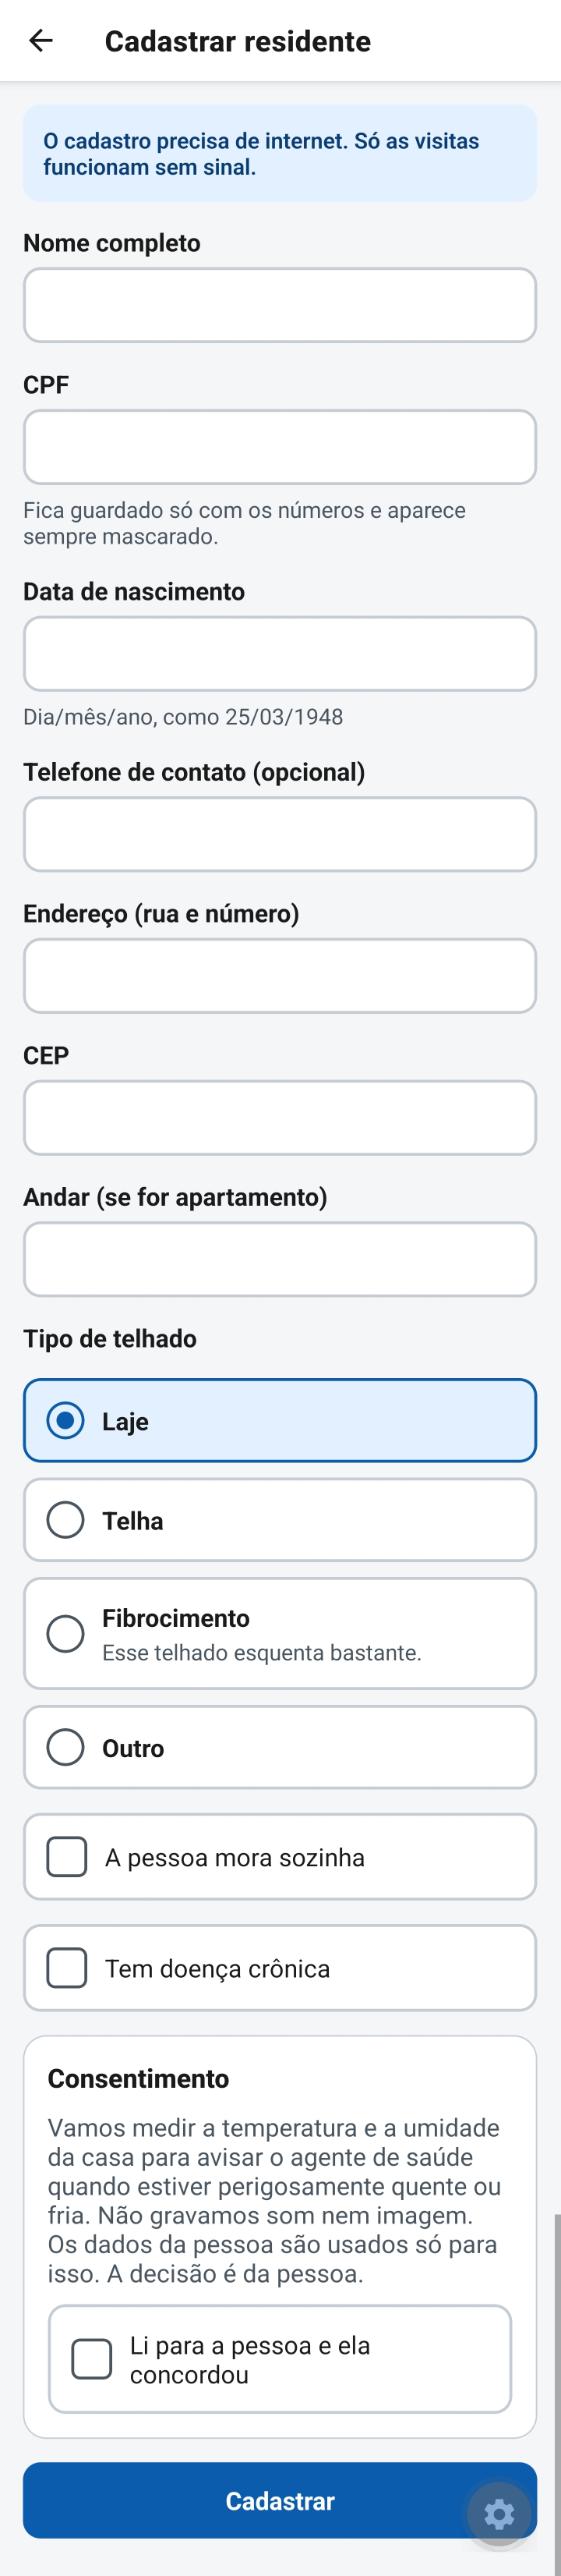 Cadastrar residente
O cadastro precisa de internet. Só as visitas
funcionam sem sinal.
Nome completo
CPF
Fica guardado só com os números e aparece
sempre mascarado.
Data de nascimento
Dia/mês/ano, como 25/03/1948
Telefone de contato (opcional)
Endereço (rua e número)
CEP
Andar (se for apartamento)
Tipo de telhado
Laje
Telha
Fibrocimento
Esse telhado esquenta bastante.
Outro
A pessoa mora sozinha
Tem doença crônica
Consentimento
Vamos medir a temperatura e a umidade
da casa para avisar o agente de saúde
quando estiver perigosamente quente ou
fria. Não gravamos som nem imagem.
Os dados da pessoa são usados só para
isso. A decisão é da pessoa.
Li para a pessoa e ela
concordou
Cadastrar